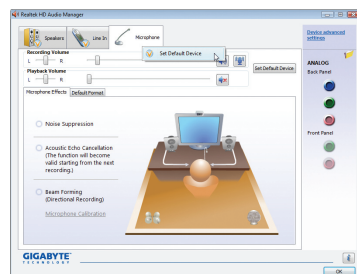 Realtek HD Audio Manager
Speakers
Line In
Microphone
Device advanced
settings
Set Default Device
Recording Volume
L
R
Set Default Device
Playback Volume
L
R
ANALOG
Back Panel
Microphone Effects
Default Format
Noise Suppression
Acoustic Echo Cancellation
(The function will become
valid starting from the next
recording.)
Front Panel
Beam Forming
(Directional Recording)
Microphone Calibration
GIGABYTE™
TECHNOLOGY
i
OK